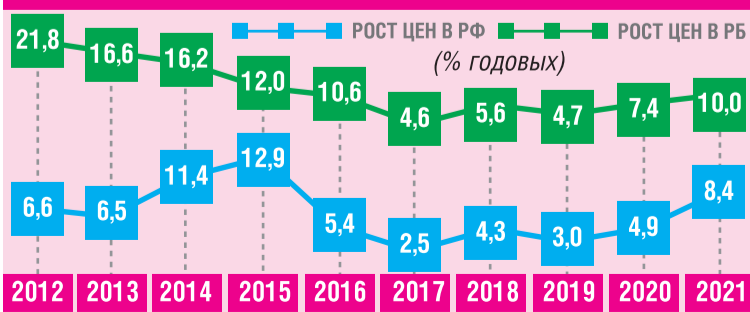 РОСТ ЦЕН В РФ РОСТ ЦЕН В РБ
(% годовых)
21,8 16,6 16,2 12,0 10,6 4,6 5,6 4,7 7,4 10,0
6,6 6,5 11,4 12,9 5,4 2,5 4,3 3,0 4,9 8,4
2012 2013 2014 2015 2016 2017 2018 2019 2020 2021